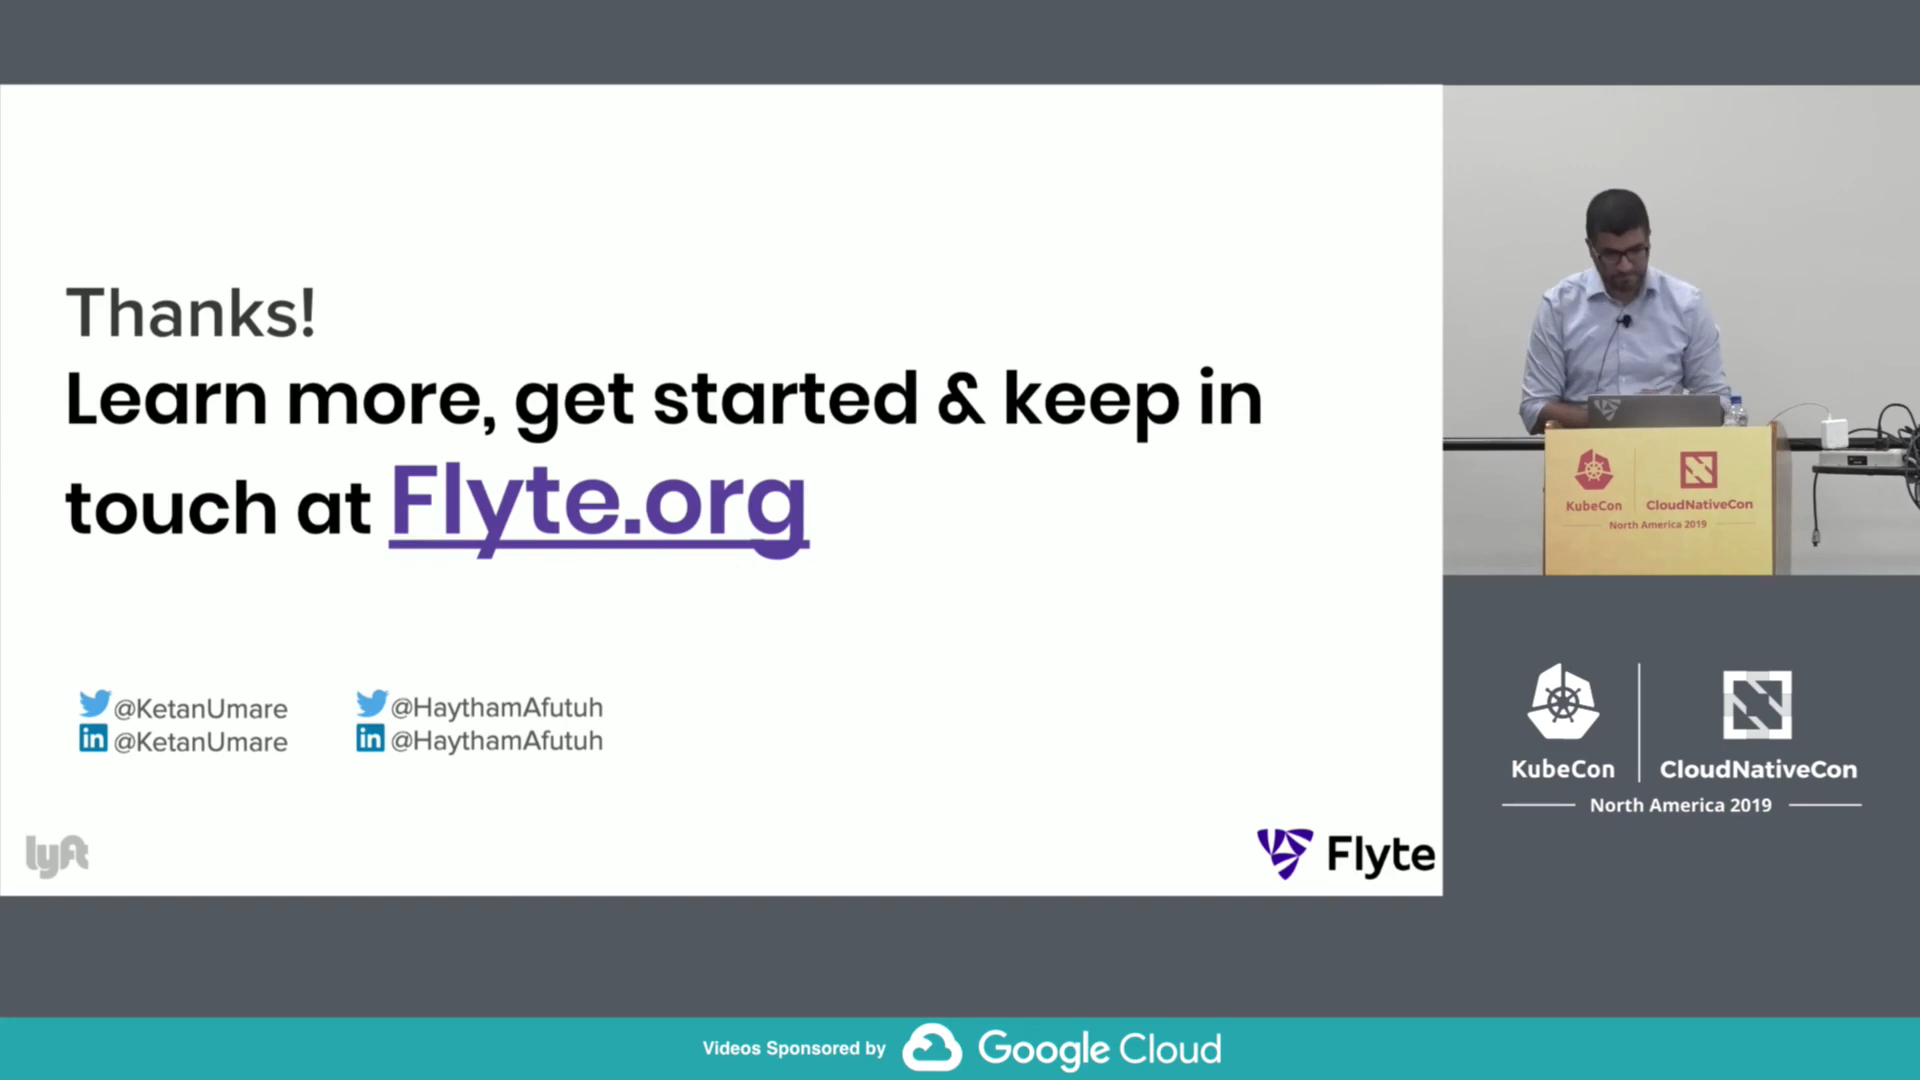 Thanks!
Learn more, get started & keep in
touch at Flyte.org
@KetanUmare
@KetanUmare
@HaythamAfutuh
@HaythamAfutuh
lyft
Flyte
KubeCon
CloudNativeCon
North America 2019
KubeCon
CloudNativeCon
North America 2019
Videos Sponsored by Google Cloud